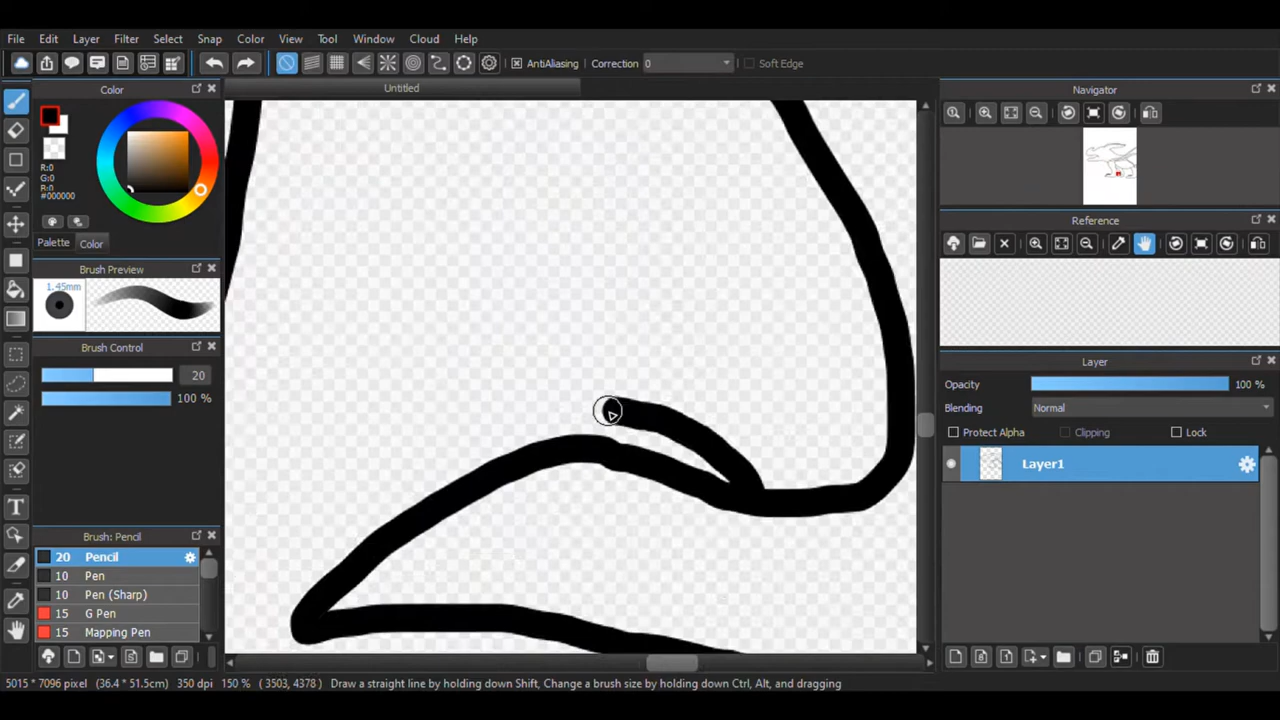 File Edit Layer Filter Select Snap Color Tool Window Cloud Help
AntiAliasing Correction 0 Soft Edge
Color
Untitled
Navigator
R:0
G:0
B:0
#000000
Palette Color
Brush Preview
1.45mm
Brush Control
20
100 %
Brush: Pencil
20 Pencil
10 Pen
10 Pen (Sharp)
15 G Pen
15 Mapping Pen
Reference
Layer
Opacity 100 %
Blending Normal
Protect Alpha Clipping Lock
Layer1
5015 * 7096 pixel (36.4 * 51.5cm) 350 dpi 150 % ( 3503, 4378 ) Draw a straight line by holding down Shift, Change a brush size by holding down Ctrl, Alt, and dragging